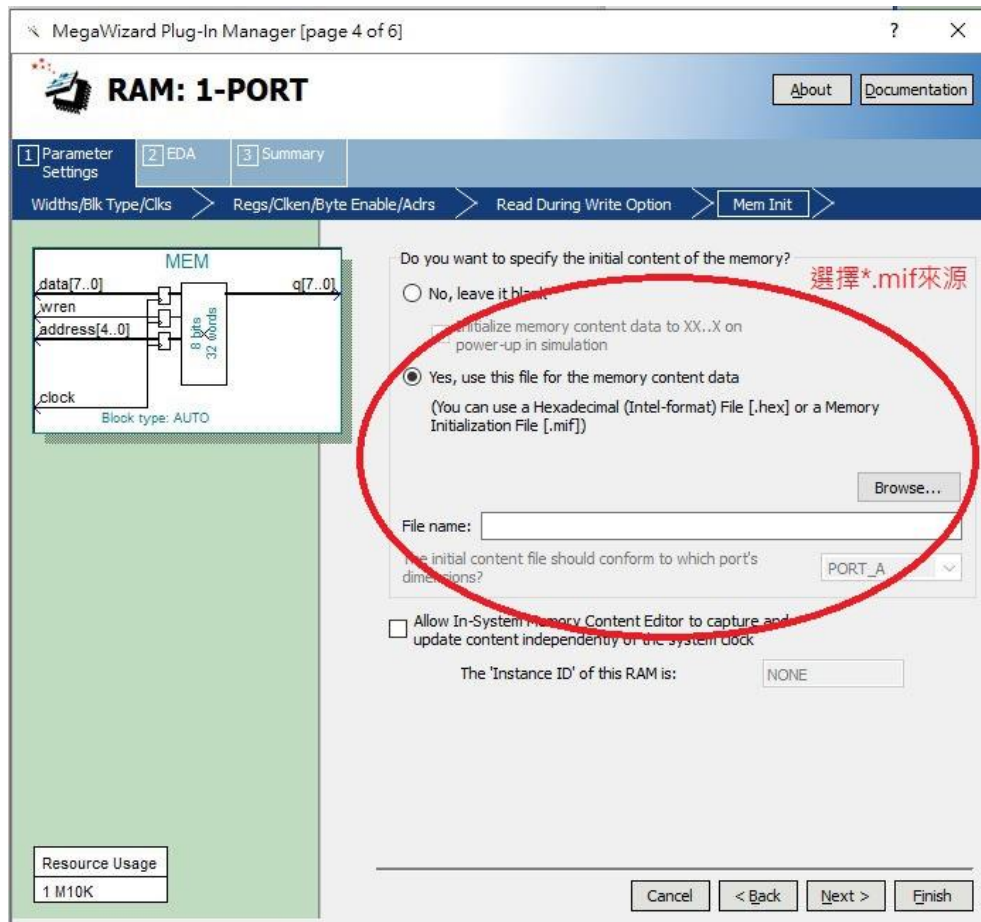 MegaWizard Plug-In Manager [page 4 of 6]
? X
RAM: 1-PORT
About Documentation
1 Parameter Settings
2 EDA
3 Summary
Widths/Blk Type/Clks
Regs/Clken/Byte Enable/Aclrs
Read During Write Option
Mem Init
MEM
data[7..0]
q[7..0]
wren
address[4..0]
8 bits
32 words
clock
Block type: AUTO
Do you want to specify the initial content of the memory?
選擇*.mif來源
No, leave it blank
Initialize memory content data to XX..X on
power-up in simulation
Yes, use this file for the memory content data
(You can use a Hexadecimal (Intel-format) File [.hex] or a Memory
Initialization File [.mif])
Browse...
File name:
The initial content file should conform to which port's
dimensions?
PORT_A
Allow In-System Memory Content Editor to capture and
update content independently of the system clock
The 'Instance ID' of this RAM is:
NONE
Resource Usage
1 M10K
Cancel
< Back
Next >
Finish